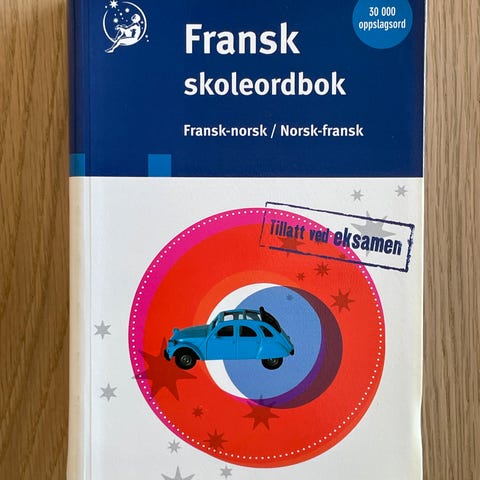 30 000
oppslagsord
Fransk
skoleordbok
Fransk-norsk / Norsk-fransk
Tillatt ved eksamen